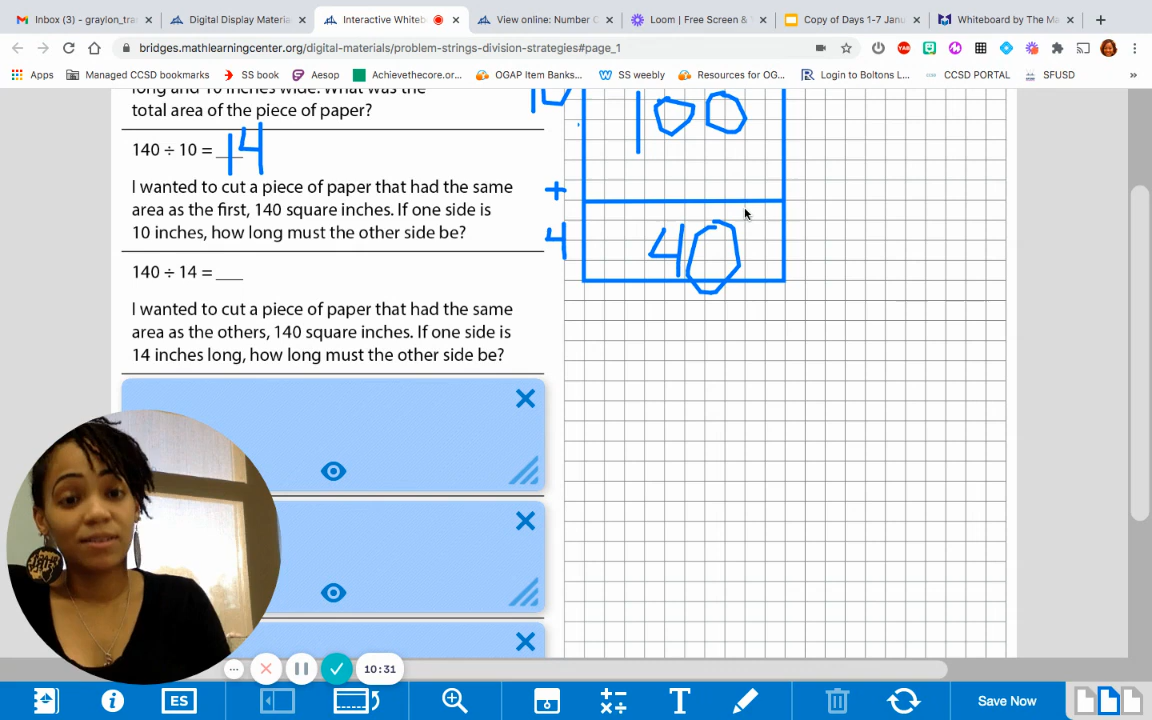 Inbox (3) - graylon_tra
Digital Display Materia
Interactive Whiteb
View online: Number C
Loom | Free Screen &
Copy of Days 1-7 Janu
Whiteboard by The Ma
bridges.mathlearningcenter.org/digital-materials/problem-strings-division-strategies#page_1
Apps
Managed CCSD bookmarks
SS book
Aesop
Achievethecore.or...
OGAP Item Banks...
SS weekly
Resources for OG...
Login to Boltons L...
CCSD PORTAL
SFUSD
»
long and 10 inches wide. What was the
total area of the piece of paper?
140 ÷ 10 = __14
I wanted to cut a piece of paper that had the same
area as the first, 140 square inches. If one side is
10 inches, how long must the other side be?
140 ÷ 14 = ___
I wanted to cut a piece of paper that had the same
area as the others, 140 square inches. If one side is
14 inches long, how long must the other side be?
10
100
+
4
40
10:31
ES
T
Save Now